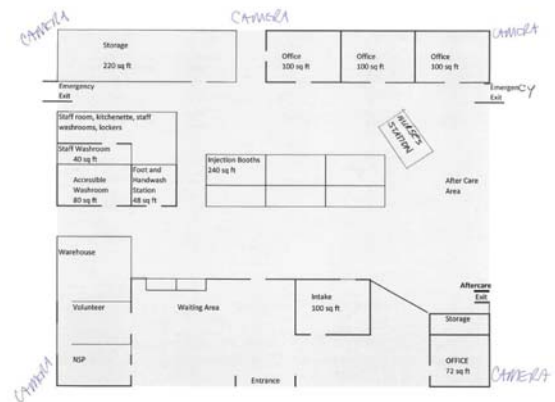 CAMERA
CAMERA
CAMERA
Storage
220 sq ft
Office
100 sq ft
Office
100 sq ft
Office
100 sq ft
Emergency
Exit
Emergency
Exit
Staff room, kitchenette, staff
washrooms, lockers
NURSE'S
STATION
Staff Washroom
40 sq ft
Accessible
Washroom
80 sq ft
Foot and
Handwash
Station
48 sq ft
Injection Booths
240 sq ft
After Care
Area
Warehouse
Volunteer
NSP
Waiting Area
Intake
100 sq ft
Aftercare
Exit
Storage
OFFICE
72 sq ft
Entrance
CAMERA
CAMERA